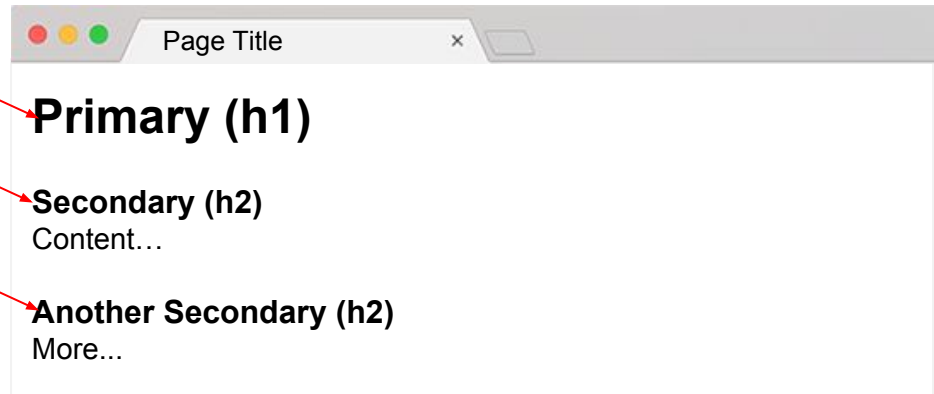 Page Title ×
Primary (h1)
Secondary (h2)
Content…
Another Secondary (h2)
More...